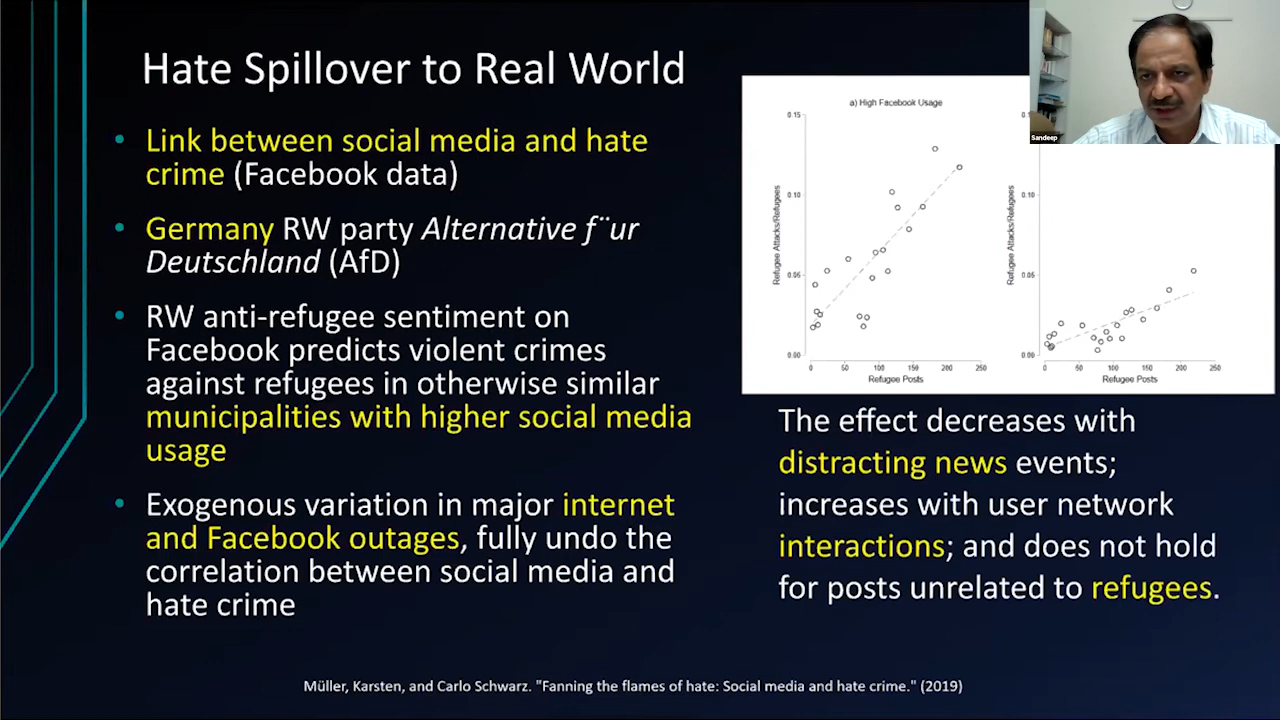 Hate Spillover to Real World
• Link between social media and hate
crime (Facebook data)
• Germany RW party Alternative f¨ur
Deutschland (AfD)
• RW anti-refugee sentiment on
Facebook predicts violent crimes
against refugees in otherwise similar
municipalities with higher social media
usage
• Exogenous variation in major internet
and Facebook outages, fully undo the
correlation between social media and
hate crime
a) High Facebook Usage
Refugee Attacks/Refugees
0.15
0.10
0.05
0.00
0 50 100 150 200 250
Refugee Posts
Refugee Attacks/Refugees
0.10
0.05
0.00
0 50 100 150 200 250
Refugee Posts
Sandeep
The effect decreases with
distracting news events;
increases with user network
interactions; and does not hold
for posts unrelated to refugees.
Müller, Karsten, and Carlo Schwarz. "Fanning the flames of hate: Social media and hate crime." (2019)